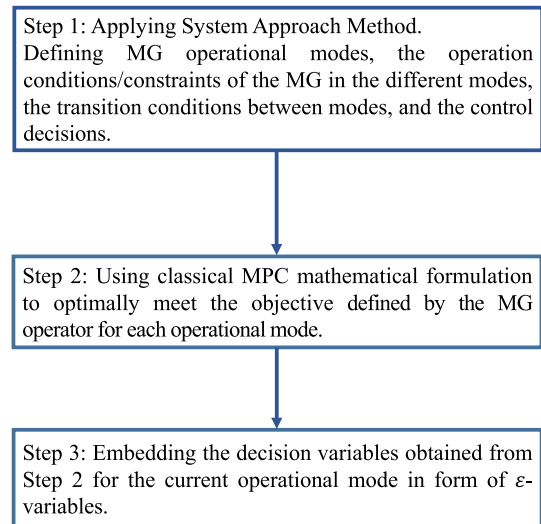 Step 1: Applying System Approach Method.
Defining MG operational modes, the operation
conditions/constraints of the MG in the different modes,
the transition conditions between modes, and the control
decisions.
Step 2: Using classical MPC mathematical formulation
to optimally meet the objective defined by the MG
operator for each operational mode.
Step 3: Embedding the decision variables obtained from
Step 2 for the current operational mode in form of ε-
variables.